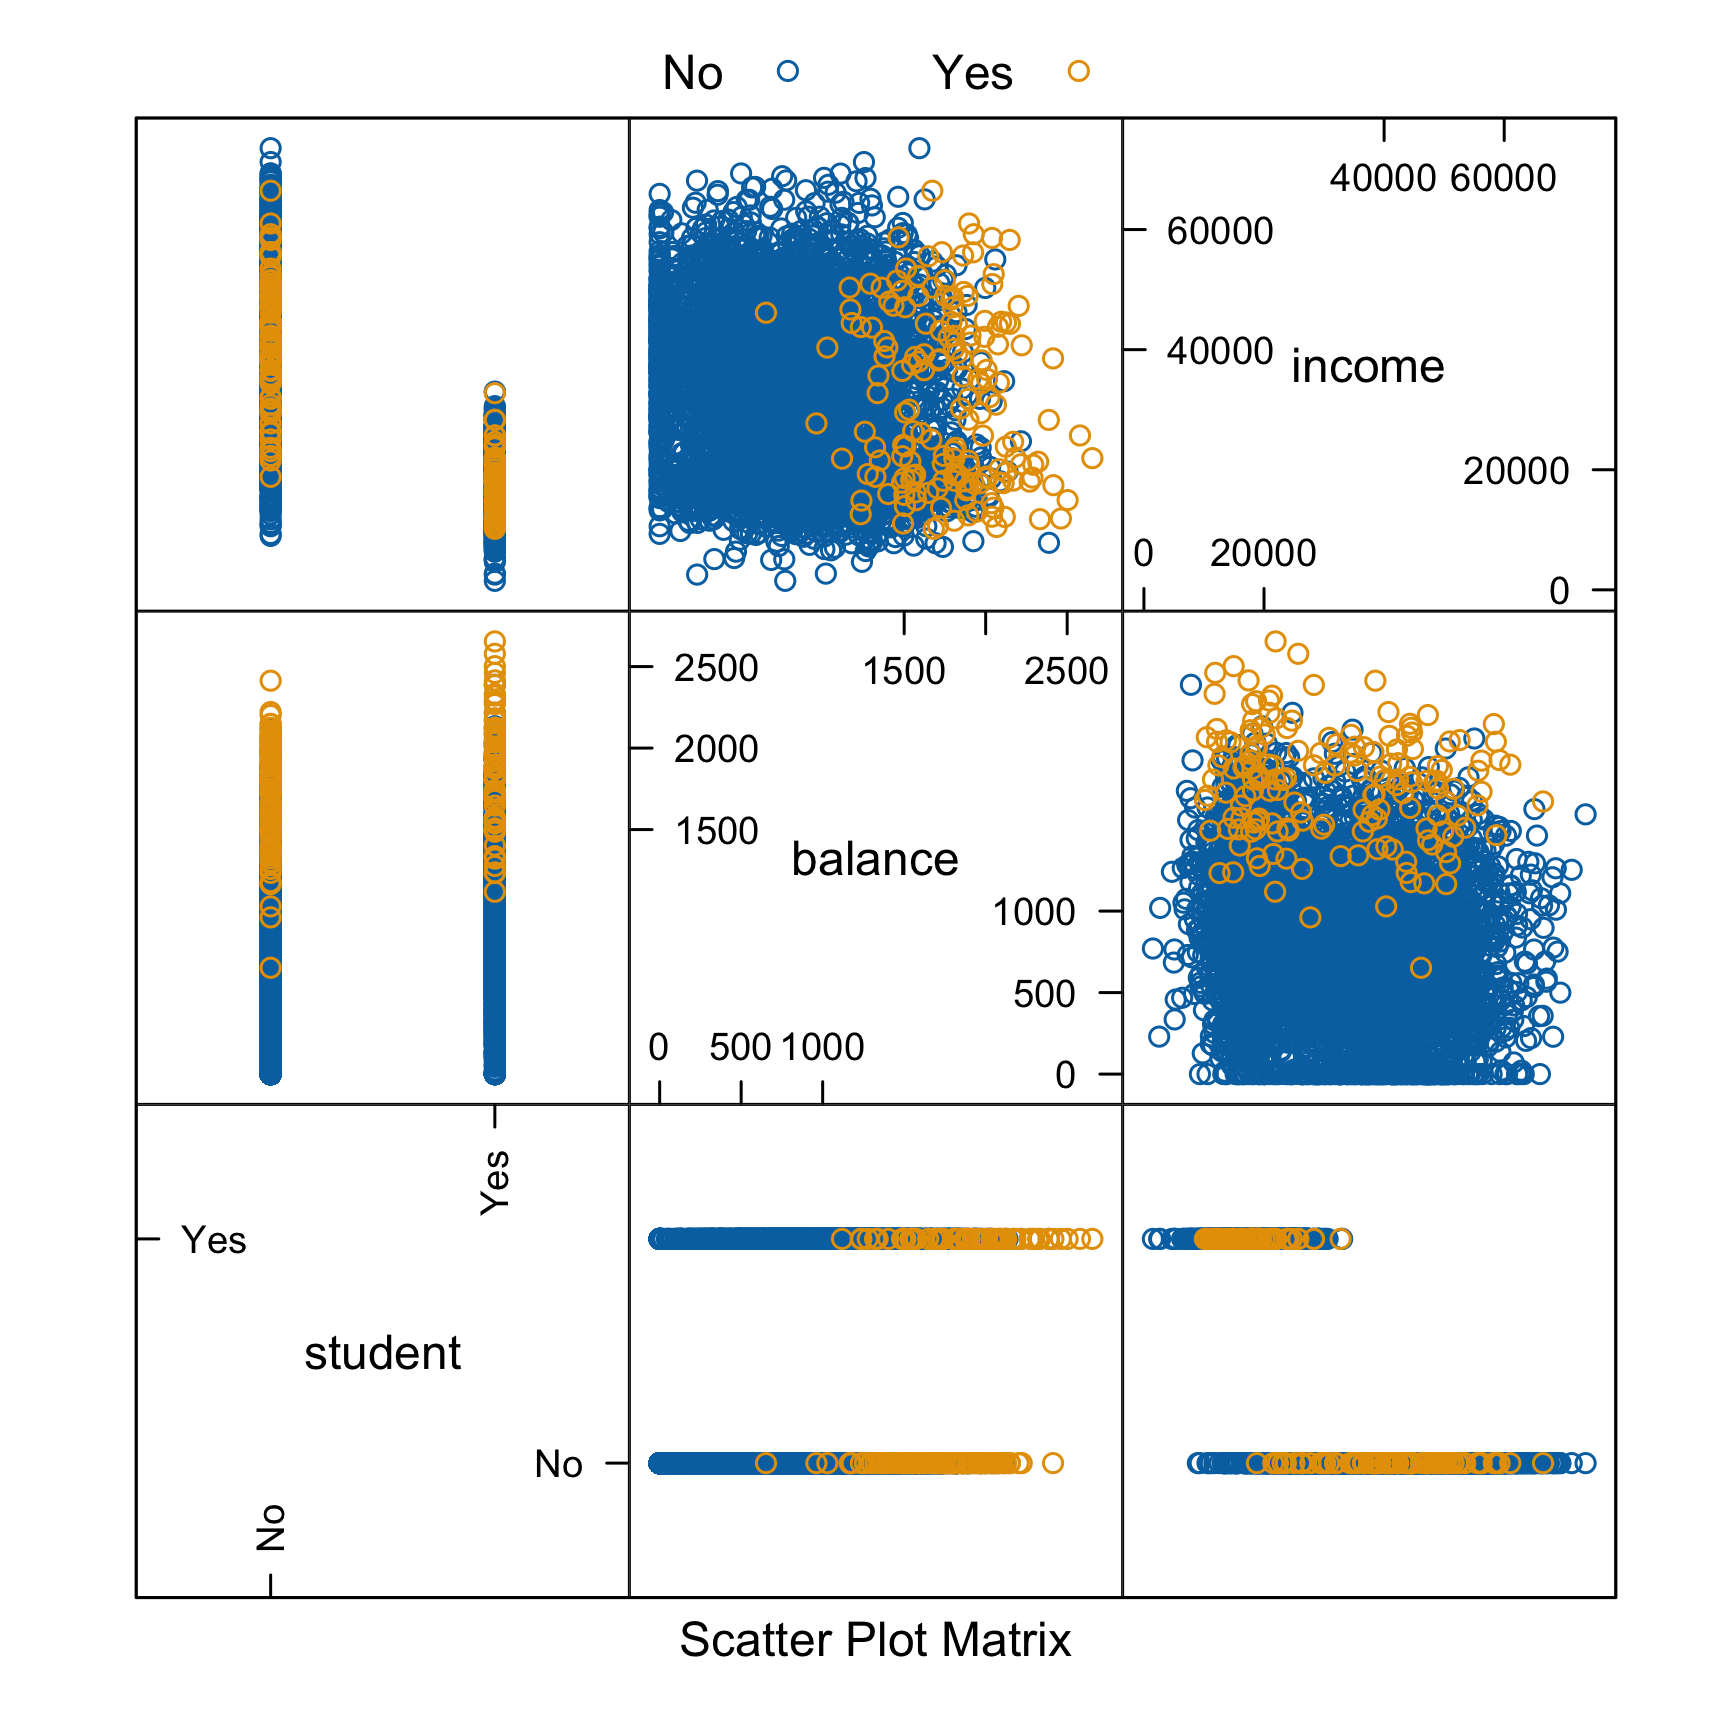 No Yes
40000 60000
60000
40000
income
20000
0 20000
0
2500
1500 2500
2000
1500
balance
1000
500
0 500 1000
0
Yes
Yes
student
No
No
Scatter Plot Matrix